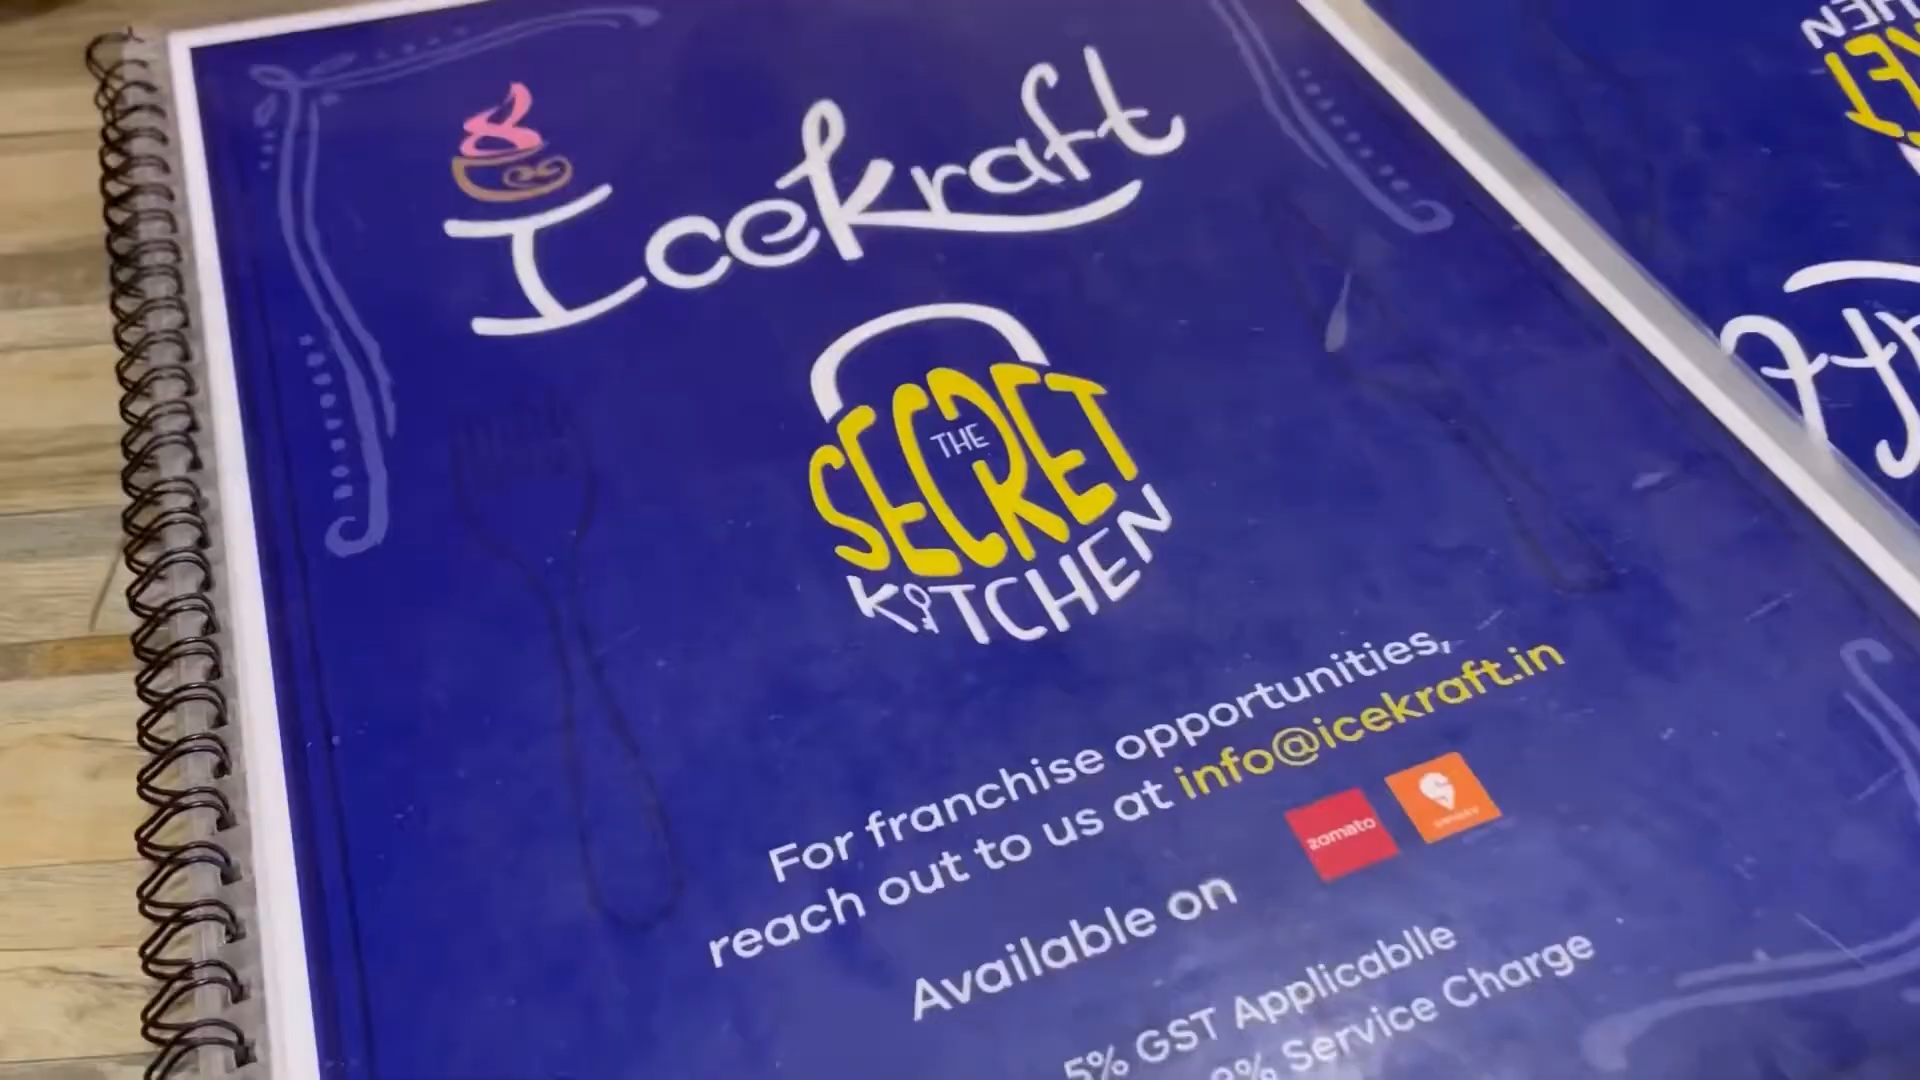 Icekraft
THE
SECRET
KITCHEN
For franchise opportunities,
reach out to us at info@icekraft.in
zomato
Available on
5% GST Applicablle
Service Charge